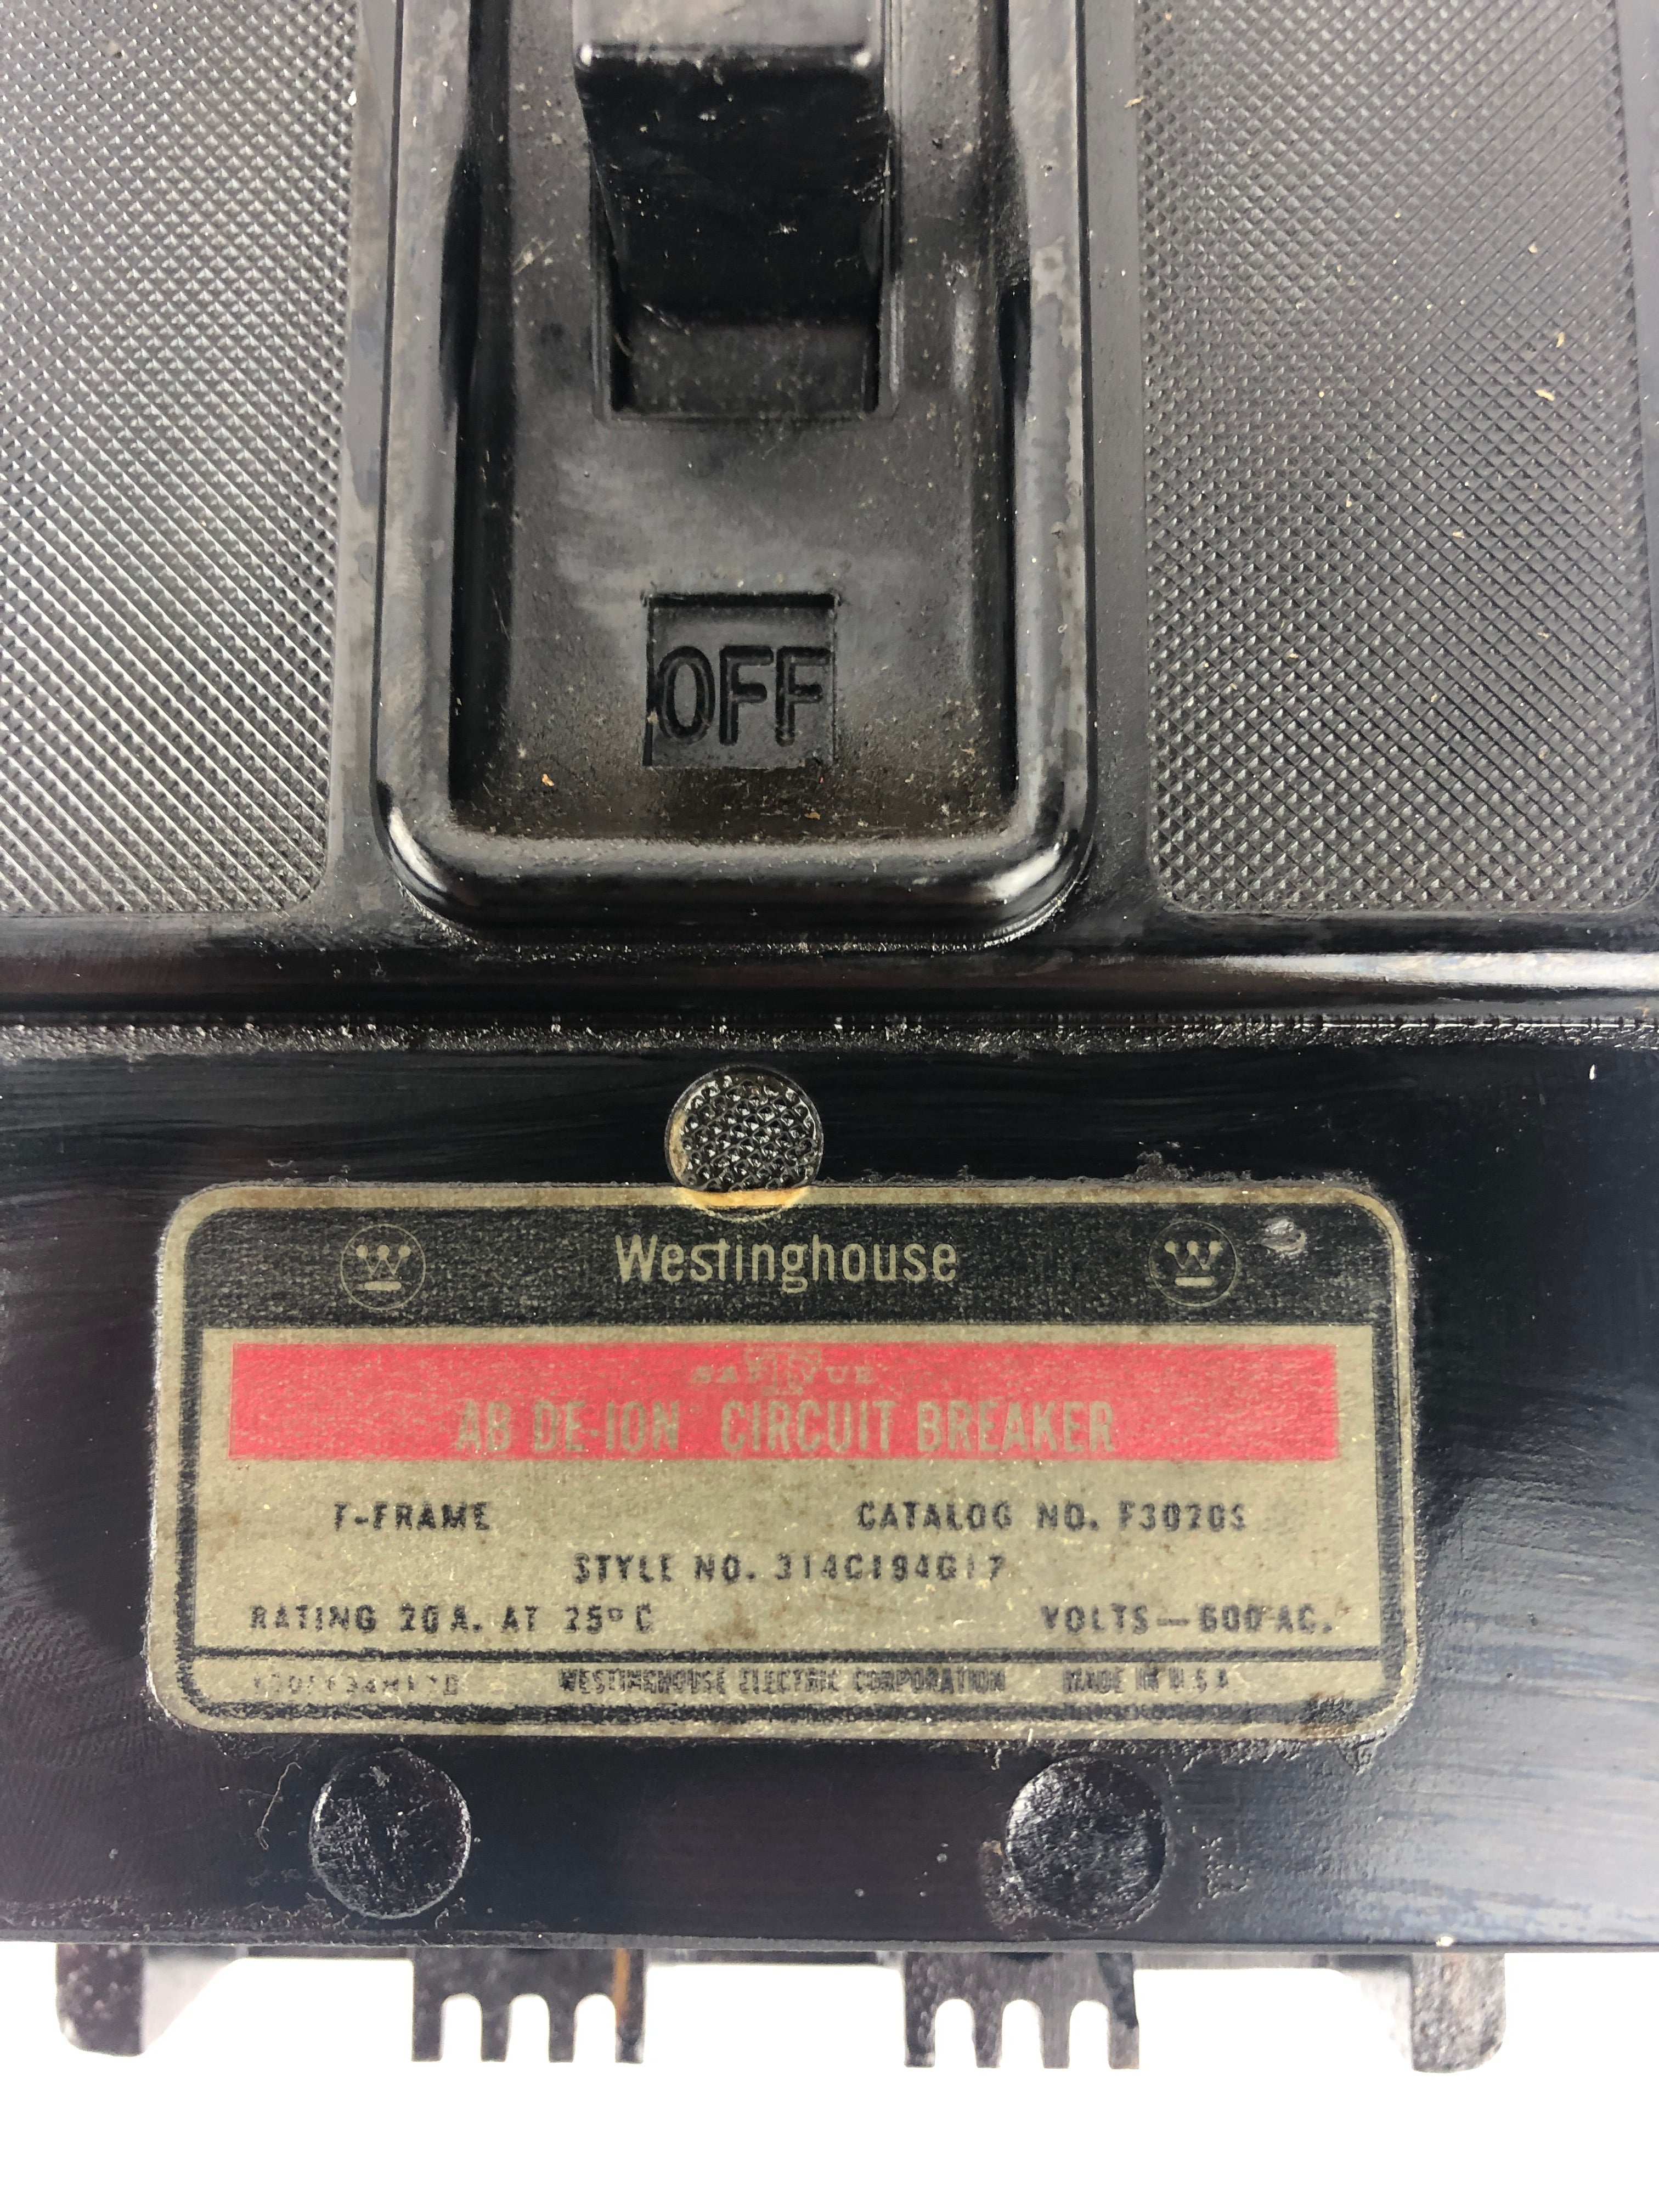 OFF
Westinghouse
AB DE-ION® CIRCUIT BREAKER
F-FRAME CATALOG NO. F3020S
STYLE NO. 314C194G17
RATING 20 A. AT 25° C VOLTS—600 AC.
WESTINGHOUSE ELECTRIC CORPORATION MADE IN U.S.A.